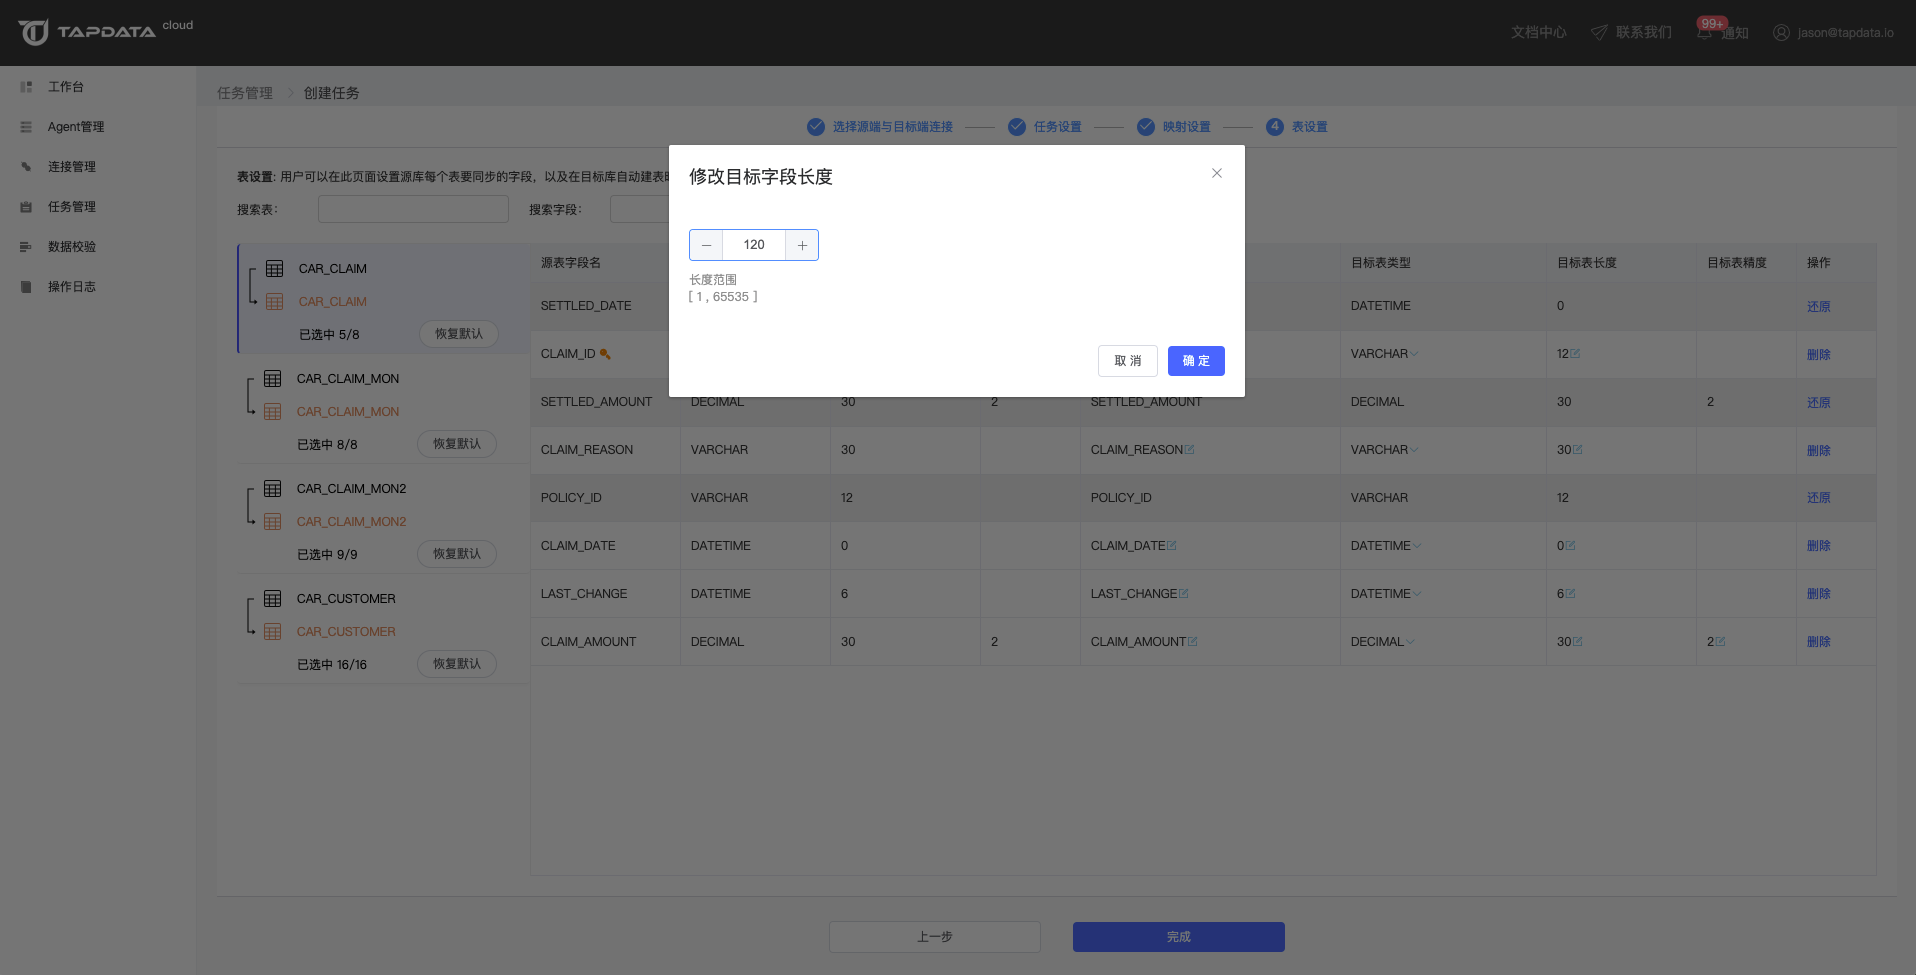 TAPDATA cloud
文档中心
联系我们
99+
通知
jason@tapdata.io
工作台
Agent管理
连接管理
任务管理
数据校验
操作日志
任务管理 创建任务
选择源端与目标端连接
任务设置
映射设置
4 表设置
表设置: 用户可以在此页面设置源库每个表要同步的字段，以及在目标库自动建表
搜索表：
搜索字段：
修改目标字段长度
120
长度范围
[ 1 , 65535 ]
取 消
确 定
CAR_CLAIM
CAR_CLAIM
已选中 5/8 恢复默认
CAR_CLAIM_MON
CAR_CLAIM_MON
已选中 8/8 恢复默认
CAR_CLAIM_MON2
CAR_CLAIM_MON2
已选中 9/9 恢复默认
CAR_CUSTOMER
CAR_CUSTOMER
已选中 16/16 恢复默认
源表字段名 目标表类型 目标表长度 目标表精度 操作
SETTLED_DATE DATETIME 0 还原
CLAIM_ID VARCHAR 12 删除
SETTLED_AMOUNT DECIMAL 30 2 SETTLED_AMOUNT DECIMAL 30 2 还原
CLAIM_REASON VARCHAR 30 CLAIM_REASON VARCHAR 30 删除
POLICY_ID VARCHAR 12 POLICY_ID VARCHAR 12 还原
CLAIM_DATE DATETIME 0 CLAIM_DATE DATETIME 0 删除
LAST_CHANGE DATETIME 6 LAST_CHANGE DATETIME 6 删除
CLAIM_AMOUNT DECIMAL 30 2 CLAIM_AMOUNT DECIMAL 30 2 删除
上一步
完成